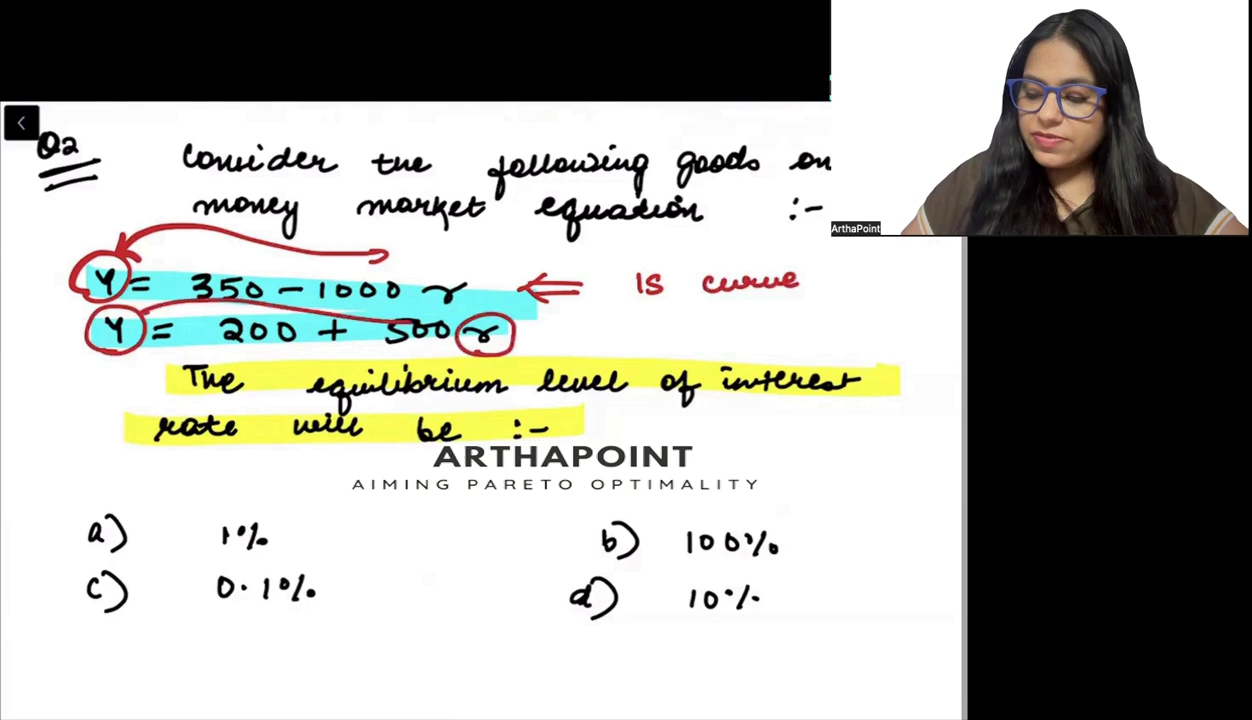 Q2 Consider the following goods an
money market equation :-
Y = 350 - 1000 r ⇐ IS curve
Y = 200 + 500 r
The equilibrium level of interest
rate will be :-
ARTHAPOINT
AIMING PARETO OPTIMALITY
a) 1% b) 100%
c) 0.1% d) 10%
ArthaPoint